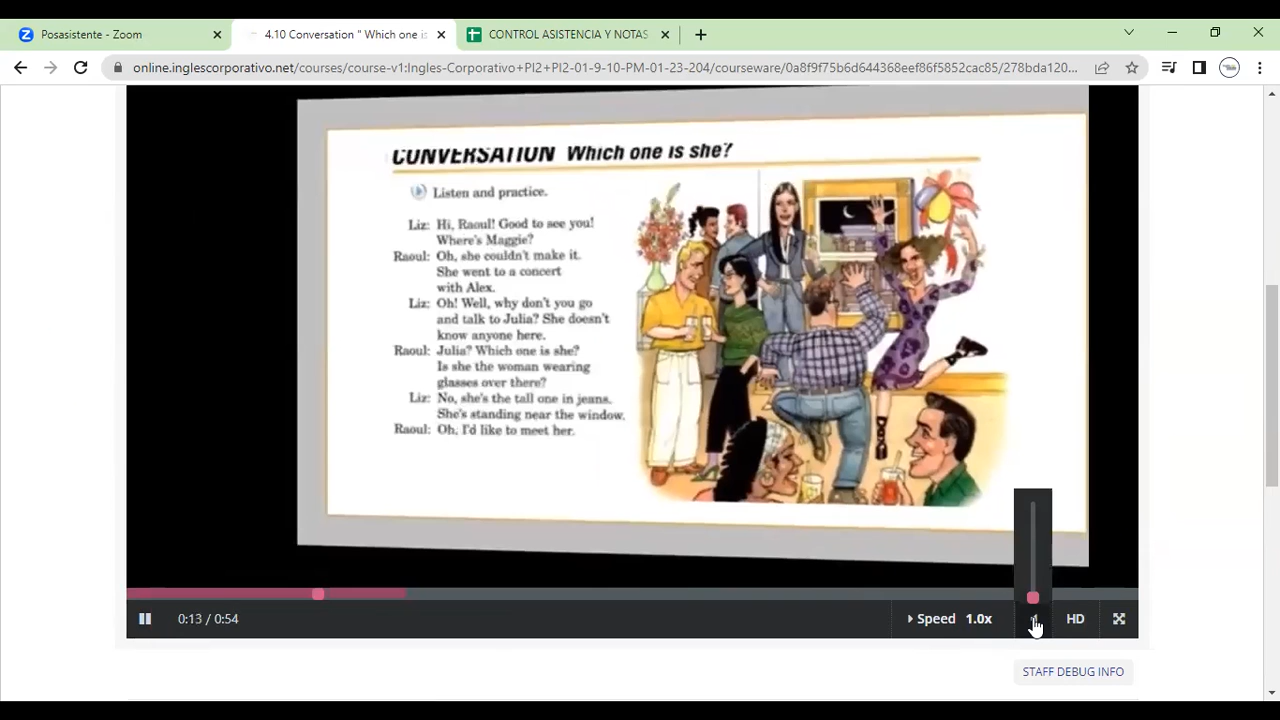 Posasistente - Zoom
4.10 Conversation " Which one is
CONTROL ASISTENCIA Y NOTAS
online.inglescorporativo.net/courses/course-v1:Ingles-Corporativo+PI2+PI2-01-9-10-PM-01-23-204/courseware/0a8f9f75b6d644368eef86f5852cac85/278bda120...
CONVERSATION Which one is she?
Listen and practice.
Liz: Hi, Raoul! Good to see you!
Where's Maggie?
Raoul: Oh, she couldn't make it.
She went to a concert
with Alex.
Liz: Oh! Well, why don't you go
and talk to Julia? She doesn't
know anyone here.
Raoul: Julia? Which one is she?
Is she the woman wearing
glasses over there?
Liz: No, she's the tall one in jeans.
She's standing near the window.
Raoul: Oh, I'd like to meet her.
0:13 / 0:54
Speed 1.0x
HD
STAFF DEBUG INFO